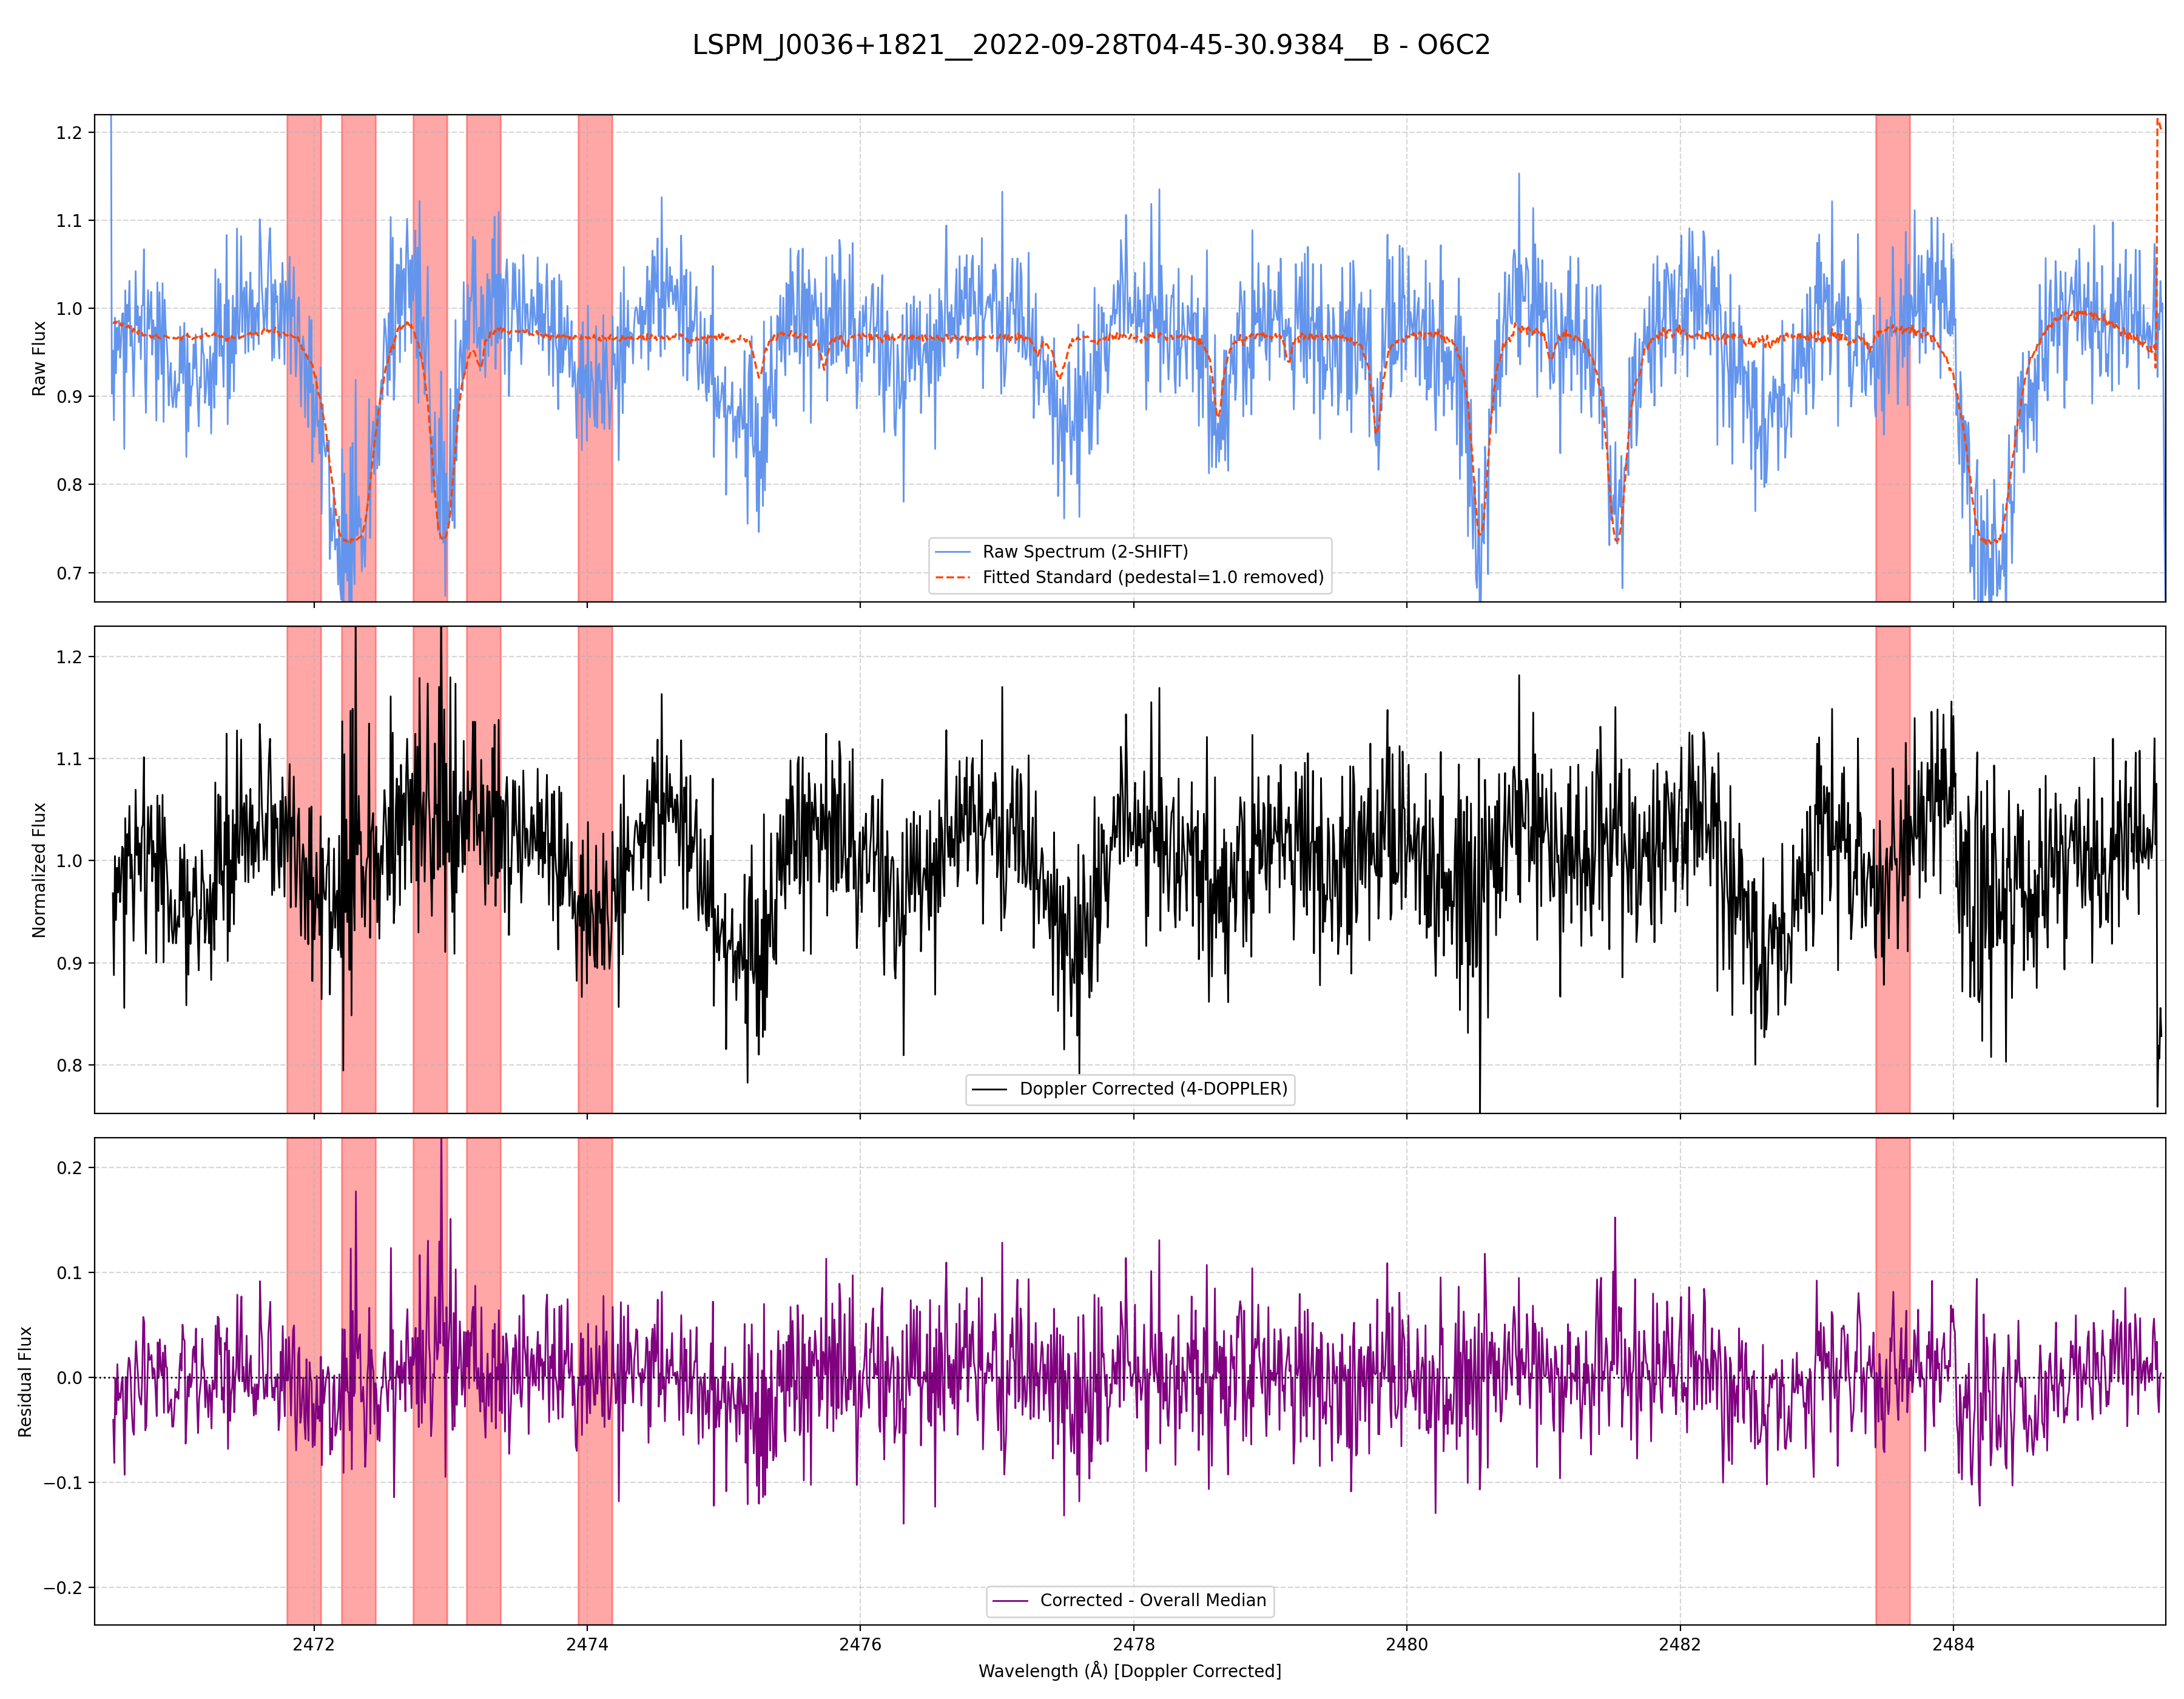 LSPM_J0036+1821__2022-09-28T04-45-30.9384__B - O6C2
1.2
1.1
1.0
0.9
0.8
0.7
Raw Flux
Raw Spectrum (2-SHIFT)
Fitted Standard (pedestal=1.0 removed)
1.2
1.1
1.0
0.9
0.8
Normalized Flux
Doppler Corrected (4-DOPPLER)
0.2
0.1
0.0
−0.1
−0.2
Residual Flux
Corrected - Overall Median
2472 2474 2476 2478 2480 2482 2484
Wavelength (Å) [Doppler Corrected]